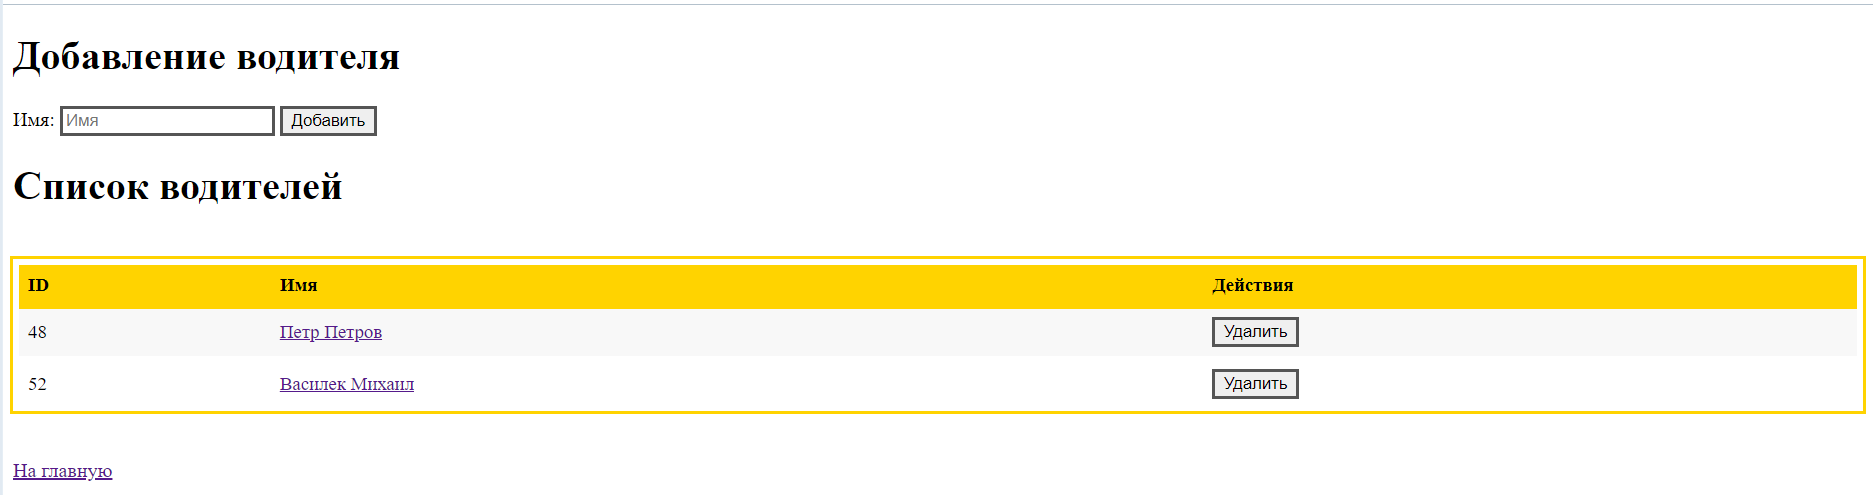 Добавление водителя
Имя: Имя Добавить
Список водителей
ID Имя Действия
48 Петр Петров Удалить
52 Василек Михаил Удалить
На главную